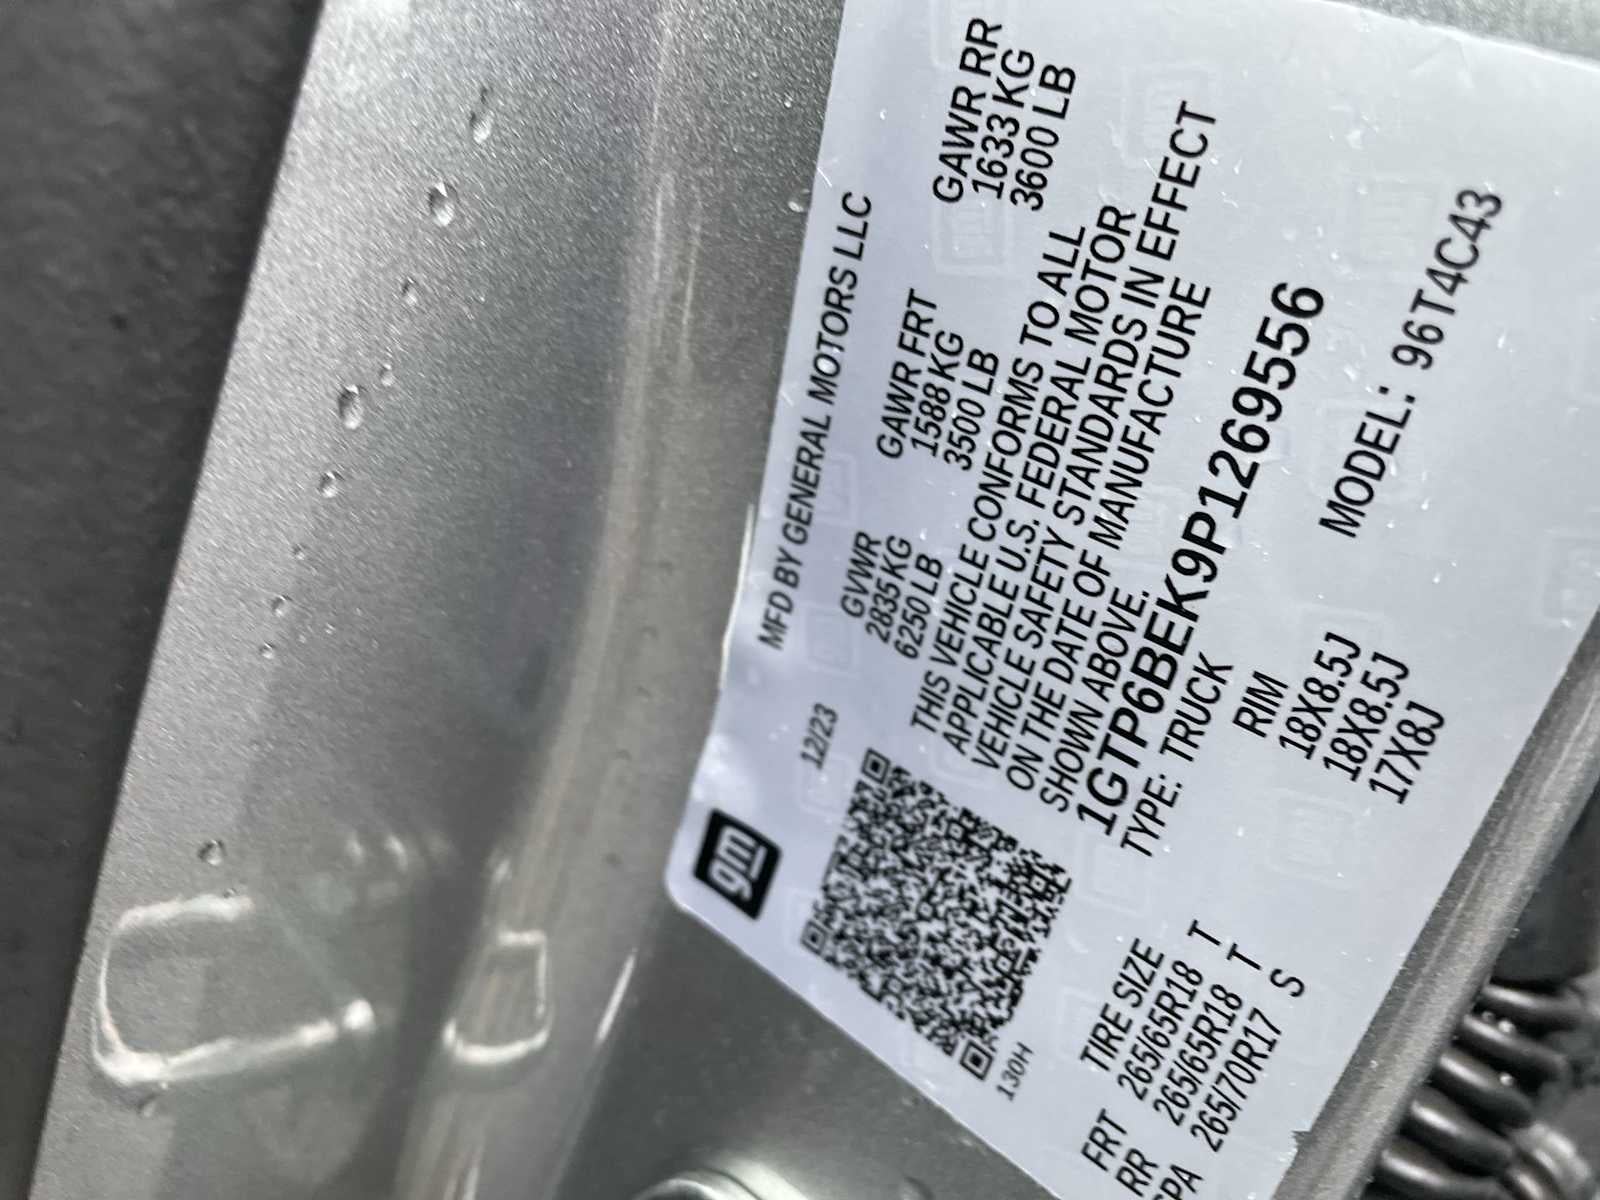 gm
MFD BY GENERAL MOTORS LLC
12/23
GVWR GAWR FRT GAWR RR
2835 KG 1588 KG 1633 KG
6250 LB 3500 LB 3600 LB
THIS VEHICLE CONFORMS TO ALL
APPLICABLE U.S. FEDERAL MOTOR
VEHICLE SAFETY STANDARDS IN EFFECT
ON THE DATE OF MANUFACTURE
SHOWN ABOVE.
1GTP6BEK9P1269556
TYPE: TRUCK MODEL: 96T4C43
130H
TIRE SIZE RIM
FRT 265/65R18 T 18X8.5J
RR 265/65R18 T 18X8.5J
SPA 265/70R17 S 17X8J